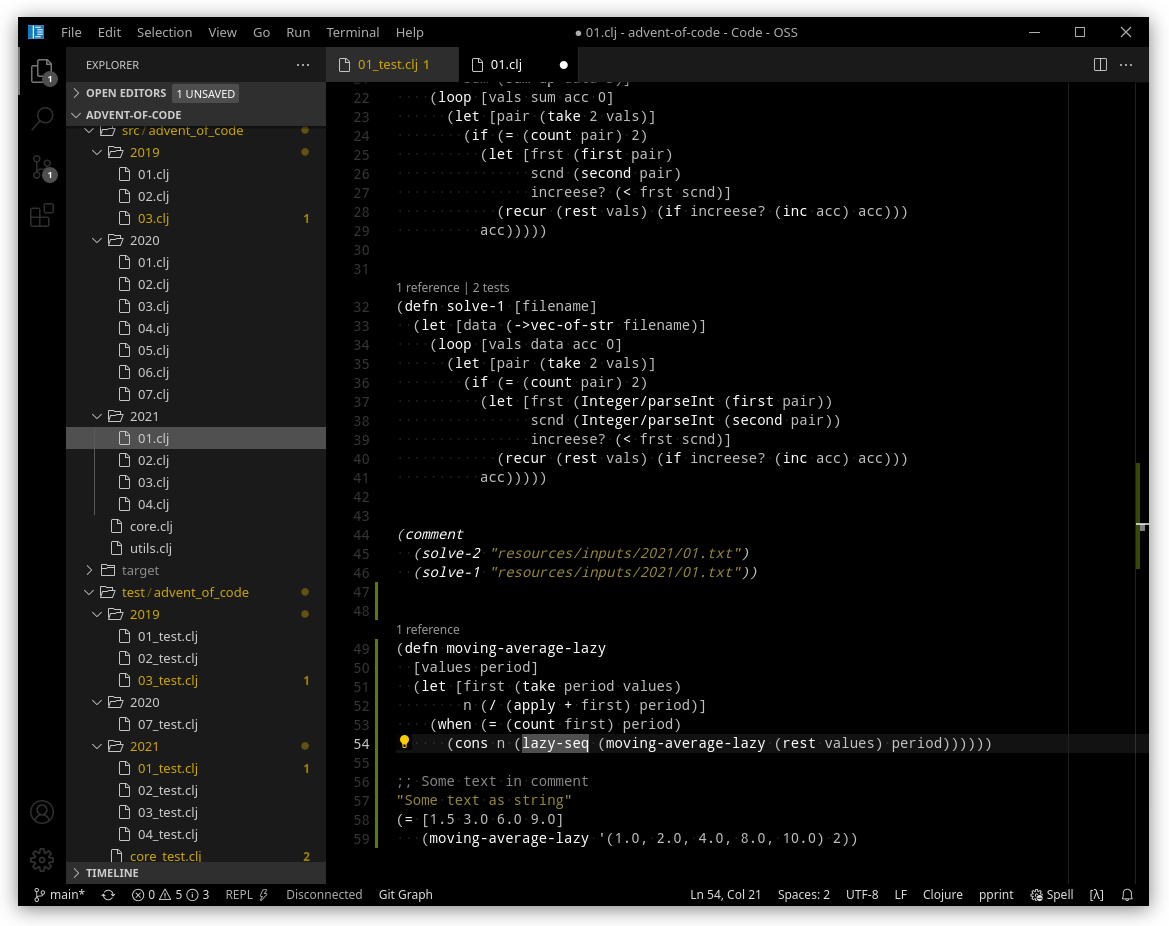 File Edit Selection View Go Run Terminal Help ● 01.clj - advent-of-code - Code - OSS
EXPLORER
1
OPEN EDITORS 1 UNSAVED
ADVENT-OF-CODE
src/advent_of_code
2019
01.clj
02.clj
03.clj 1
2020
01.clj
02.clj
03.clj
04.clj
05.clj
06.clj
07.clj
2021
01.clj
02.clj
03.clj
04.clj
core.clj
utils.clj
target
test/advent_of_code
2019
01_test.clj
02_test.clj
03_test.clj 1
2020
07_test.clj
2021
01_test.clj 1
02_test.clj
03_test.clj
04_test.clj
core_test.clj 2
TIMELINE
1
01_test.clj 1 01.clj
22 (loop [vals sum acc 0]
23 (let [pair (take 2 vals)]
24 (if (= (count pair) 2)
25 (let [frst (first pair)
26 scnd (second pair)
27 increese? (< frst scnd)]
28 (recur (rest vals) (if increese? (inc acc) acc)))
29 acc)))))
30
31
1 reference | 2 tests
32 (defn solve-1 [filename]
33 (let [data (->vec-of-str filename)]
34 (loop [vals data acc 0]
35 (let [pair (take 2 vals)]
36 (if (= (count pair) 2)
37 (let [frst (Integer/parseInt (first pair))
38 scnd (Integer/parseInt (second pair))
39 increese? (< frst scnd)]
40 (recur (rest vals) (if increese? (inc acc) acc)))
41 acc)))))
42
43
44 (comment
45 (solve-2 "resources/inputs/2021/01.txt")
46 (solve-1 "resources/inputs/2021/01.txt"))
47
48
1 reference
49 (defn moving-average-lazy
50 [values period]
51 (let [first (take period values)
52 n (/ (apply + first) period)]
53 (when (= (count first) period)
54 (cons n (lazy-seq (moving-average-lazy (rest values) period))))))
55
56 ;; Some text in comment
57 "Some text as string"
58 (= [1.5 3.0 6.0 9.0]
59 (moving-average-lazy '(1.0, 2.0, 4.0, 8.0, 10.0) 2))
main* 0 5 3 REPL Disconnected Git Graph Ln 54, Col 21 Spaces: 2 UTF-8 LF Clojure pprint Spell [λ]